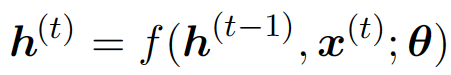 h^(t) = f(h^(t−1), x^(t); θ)